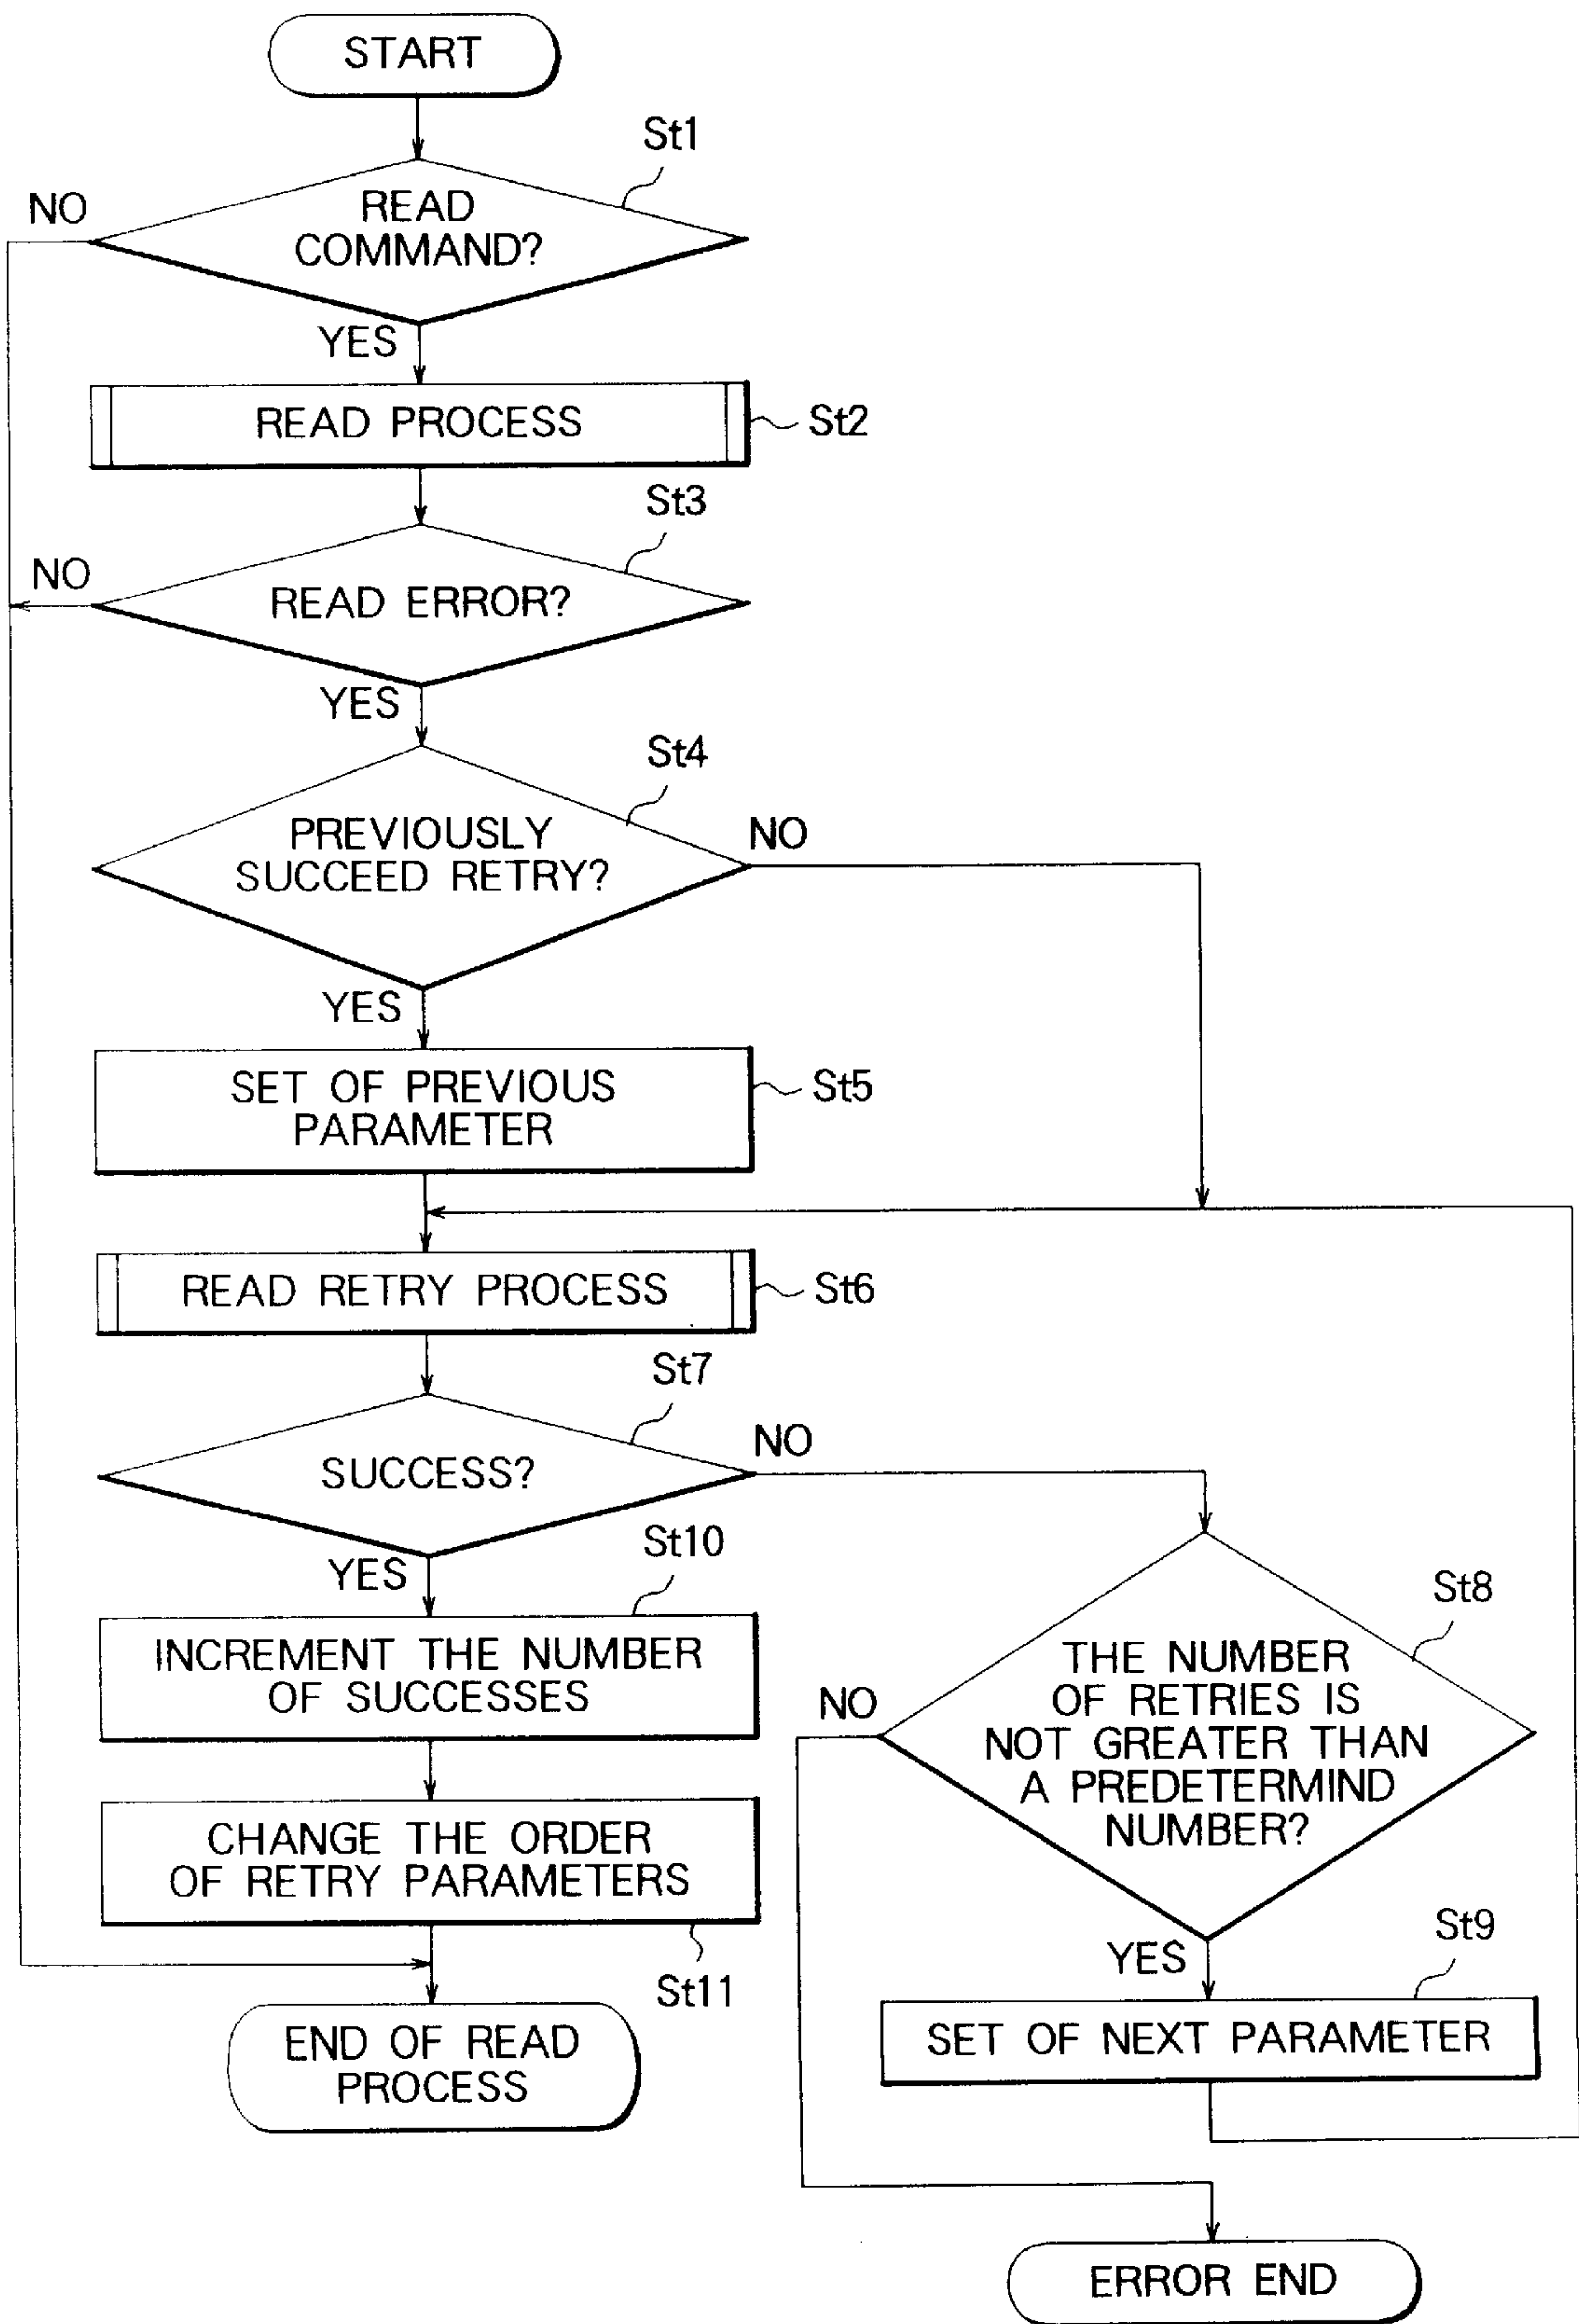 START
St1
NO
READ
COMMAND?
YES
READ PROCESS
St2
St3
NO
READ ERROR?
YES
St4
PREVIOUSLY
SUCCEED RETRY?
NO
YES
SET OF PREVIOUS
PARAMETER
St5
READ RETRY PROCESS
St6
St7
SUCCESS?
NO
YES
St10
INCREMENT THE NUMBER
OF SUCCESSES
CHANGE THE ORDER
OF RETRY PARAMETERS
St11
END OF READ
PROCESS
St8
THE NUMBER
OF RETRIES IS
NOT GREATER THAN
A PREDETERMIND
NUMBER?
NO
YES
St9
SET OF NEXT PARAMETER
ERROR END